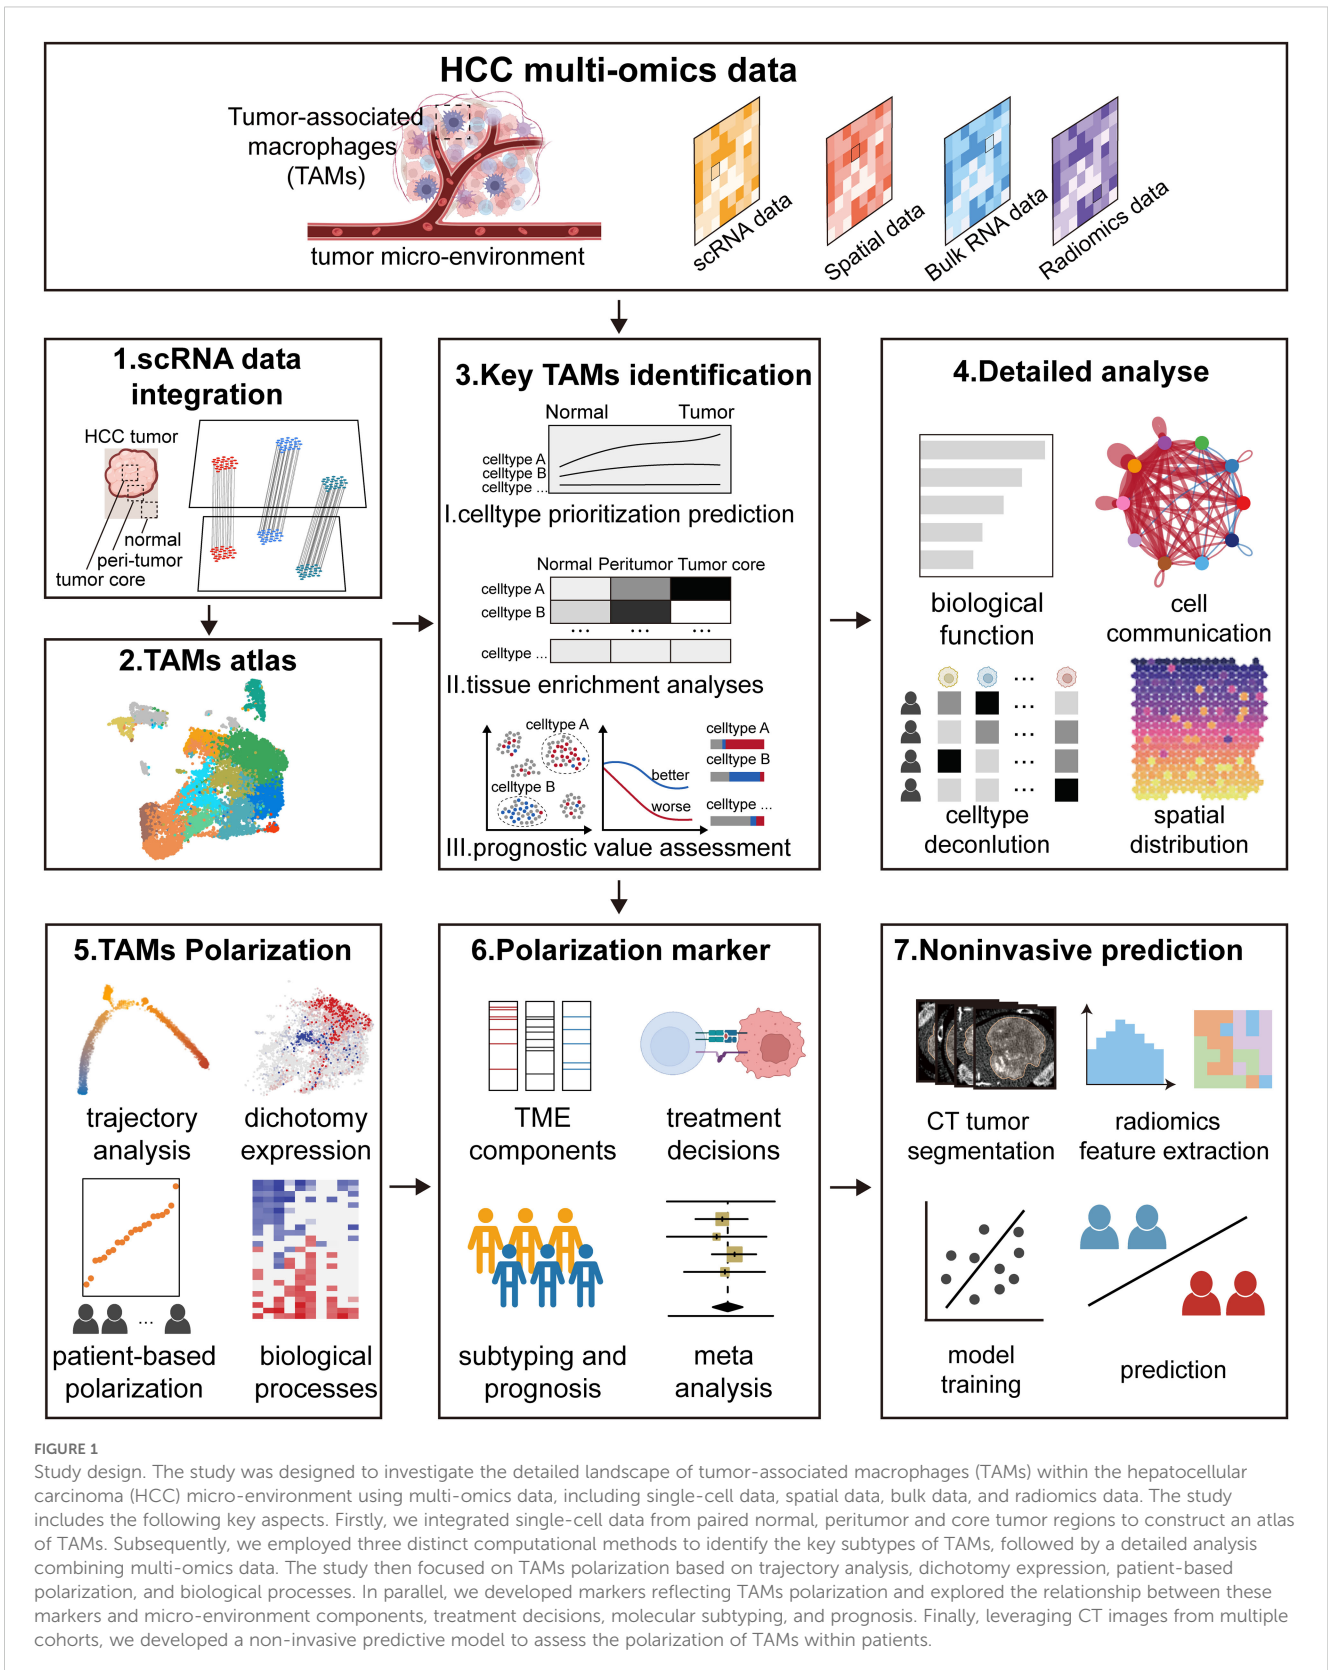 HCC multi-omics data
Tumor-associated
macrophages
(TAMs)
tumor micro-environment
scRNA data
Spatial data
Bulk RNA data
Radiomics data
1.scRNA data
integration
HCC tumor
normal
peri-tumor
tumor core
2.TAMs atlas
3.Key TAMs identification
Normal Tumor
celltype A
celltype B
celltype ...
I.celltype prioritization prediction
Normal Peritumor Tumor core
celltype A
celltype B
... ...
celltype ...
II.tissue enrichment analyses
celltype A
celltype B
better
worse
celltype A
celltype B
celltype ...
III.prognostic value assessment
4.Detailed analyse
biological
function
cell
communication
...
...
...
...
celltype
deconlution
spatial
distribution
5.TAMs Polarization
trajectory
analysis
dichotomy
expression
...
patient-based
polarization
biological
processes
6.Polarization marker
TME
components
treatment
decisions
subtyping and
prognosis
meta
analysis
7.Noninvasive prediction
CT tumor
segmentation
radiomics
feature extraction
model
training
prediction
FIGURE 1
Study design. The study was designed to investigate the detailed landscape of tumor-associated macrophages (TAMs) within the hepatocellular
carcinoma (HCC) micro-environment using multi-omics data, including single-cell data, spatial data, bulk data, and radiomics data. The study
includes the following key aspects. Firstly, we integrated single-cell data from paired normal, peritumor and core tumor regions to construct an atlas
of TAMs. Subsequently, we employed three distinct computational methods to identify the key subtypes of TAMs, followed by a detailed analysis
combining multi-omics data. The study then focused on TAMs polarization based on trajectory analysis, dichotomy expression, patient-based
polarization, and biological processes. In parallel, we developed markers reflecting TAMs polarization and explored the relationship between these
markers and micro-environment components, treatment decisions, molecular subtyping, and prognosis. Finally, leveraging CT images from multiple
cohorts, we developed a non-invasive predictive model to assess the polarization of TAMs within patients.